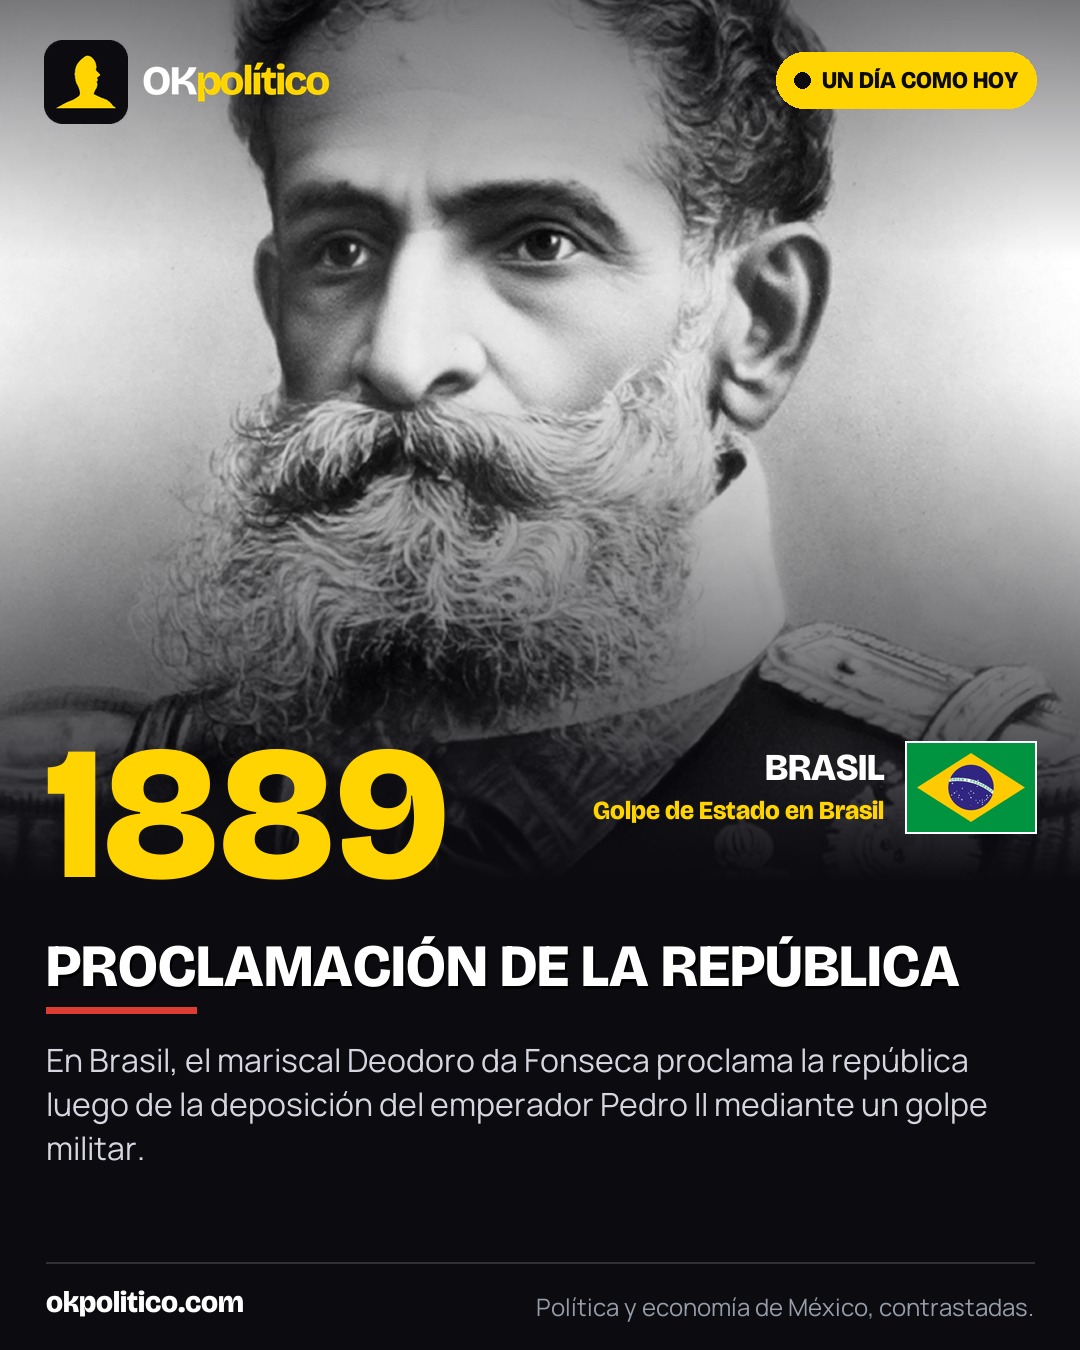 OKpolítico
UN DÍA COMO HOY
1889
BRASIL
Golpe de Estado en Brasil
PROCLAMACIÓN DE LA REPÚBLICA
En Brasil, el mariscal Deodoro da Fonseca proclama la república
luego de la deposición del emperador Pedro II mediante un golpe
militar.
okpolitico.com
Política y economía de México, contrastadas.